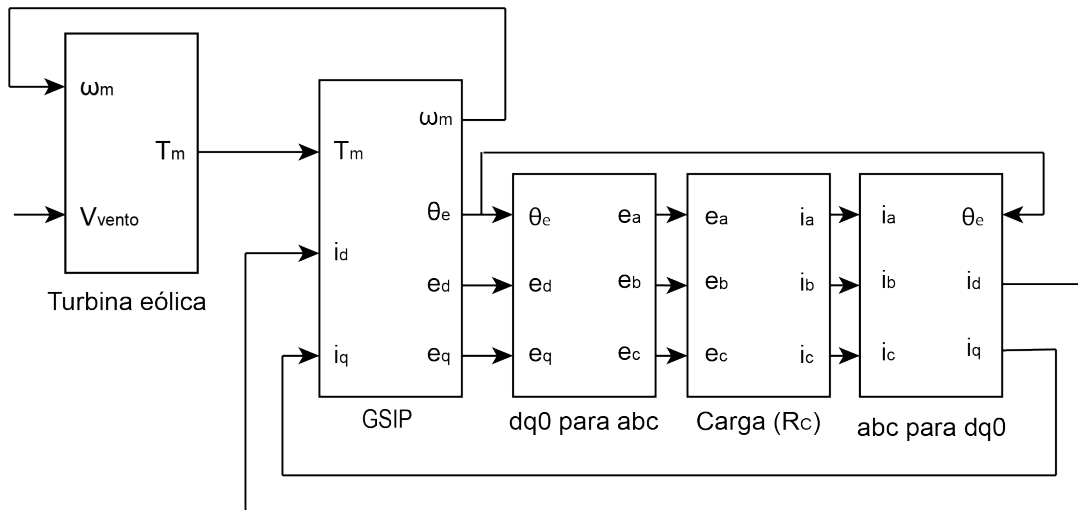 ωm
Tm
Vvento
Turbina eólica
ωm
Tm
θe
id
ed
iq
eq
GSIP
θe
ea
ed
eb
eq
ec
dq0 para abc
ea
ia
eb
ib
ec
ic
Carga (Rc)
ia
θe
ib
id
ic
iq
abc para dq0